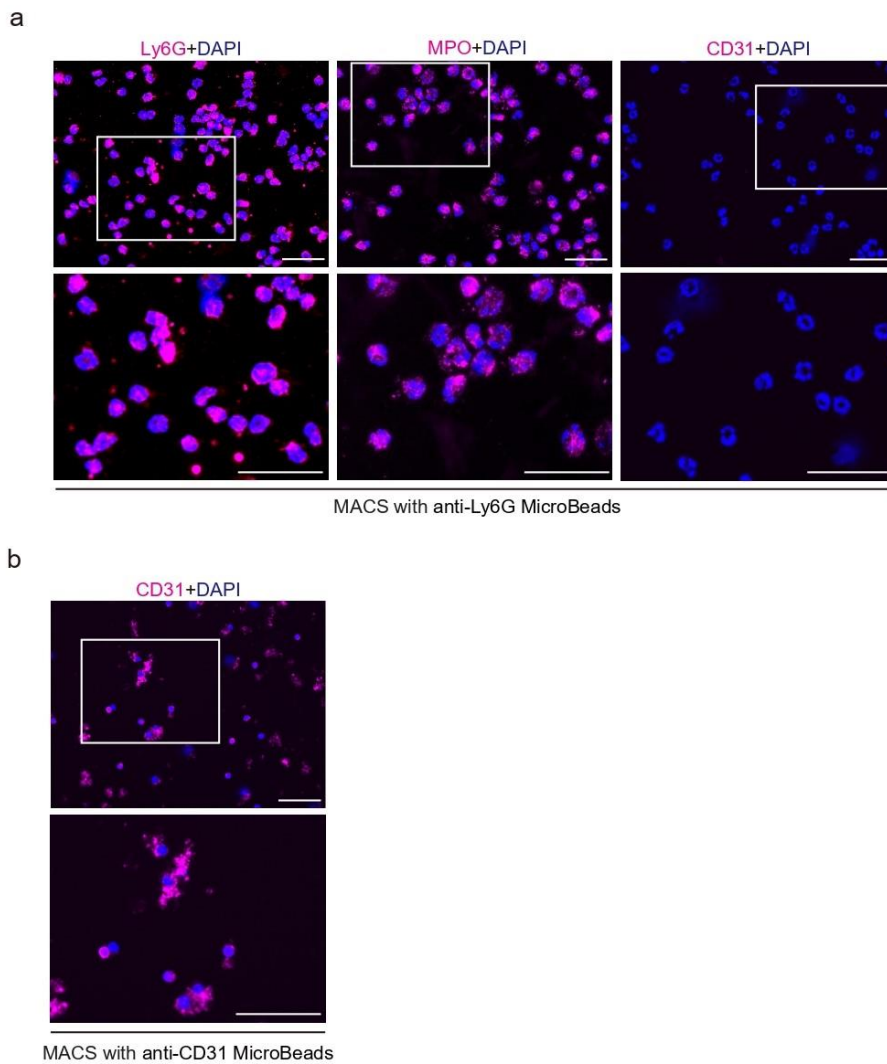 a
Ly6G+DAPI MPO+DAPI CD31+DAPI
MACS with anti-Ly6G MicroBeads
b
CD31+DAPI
MACS with anti-CD31 MicroBeads